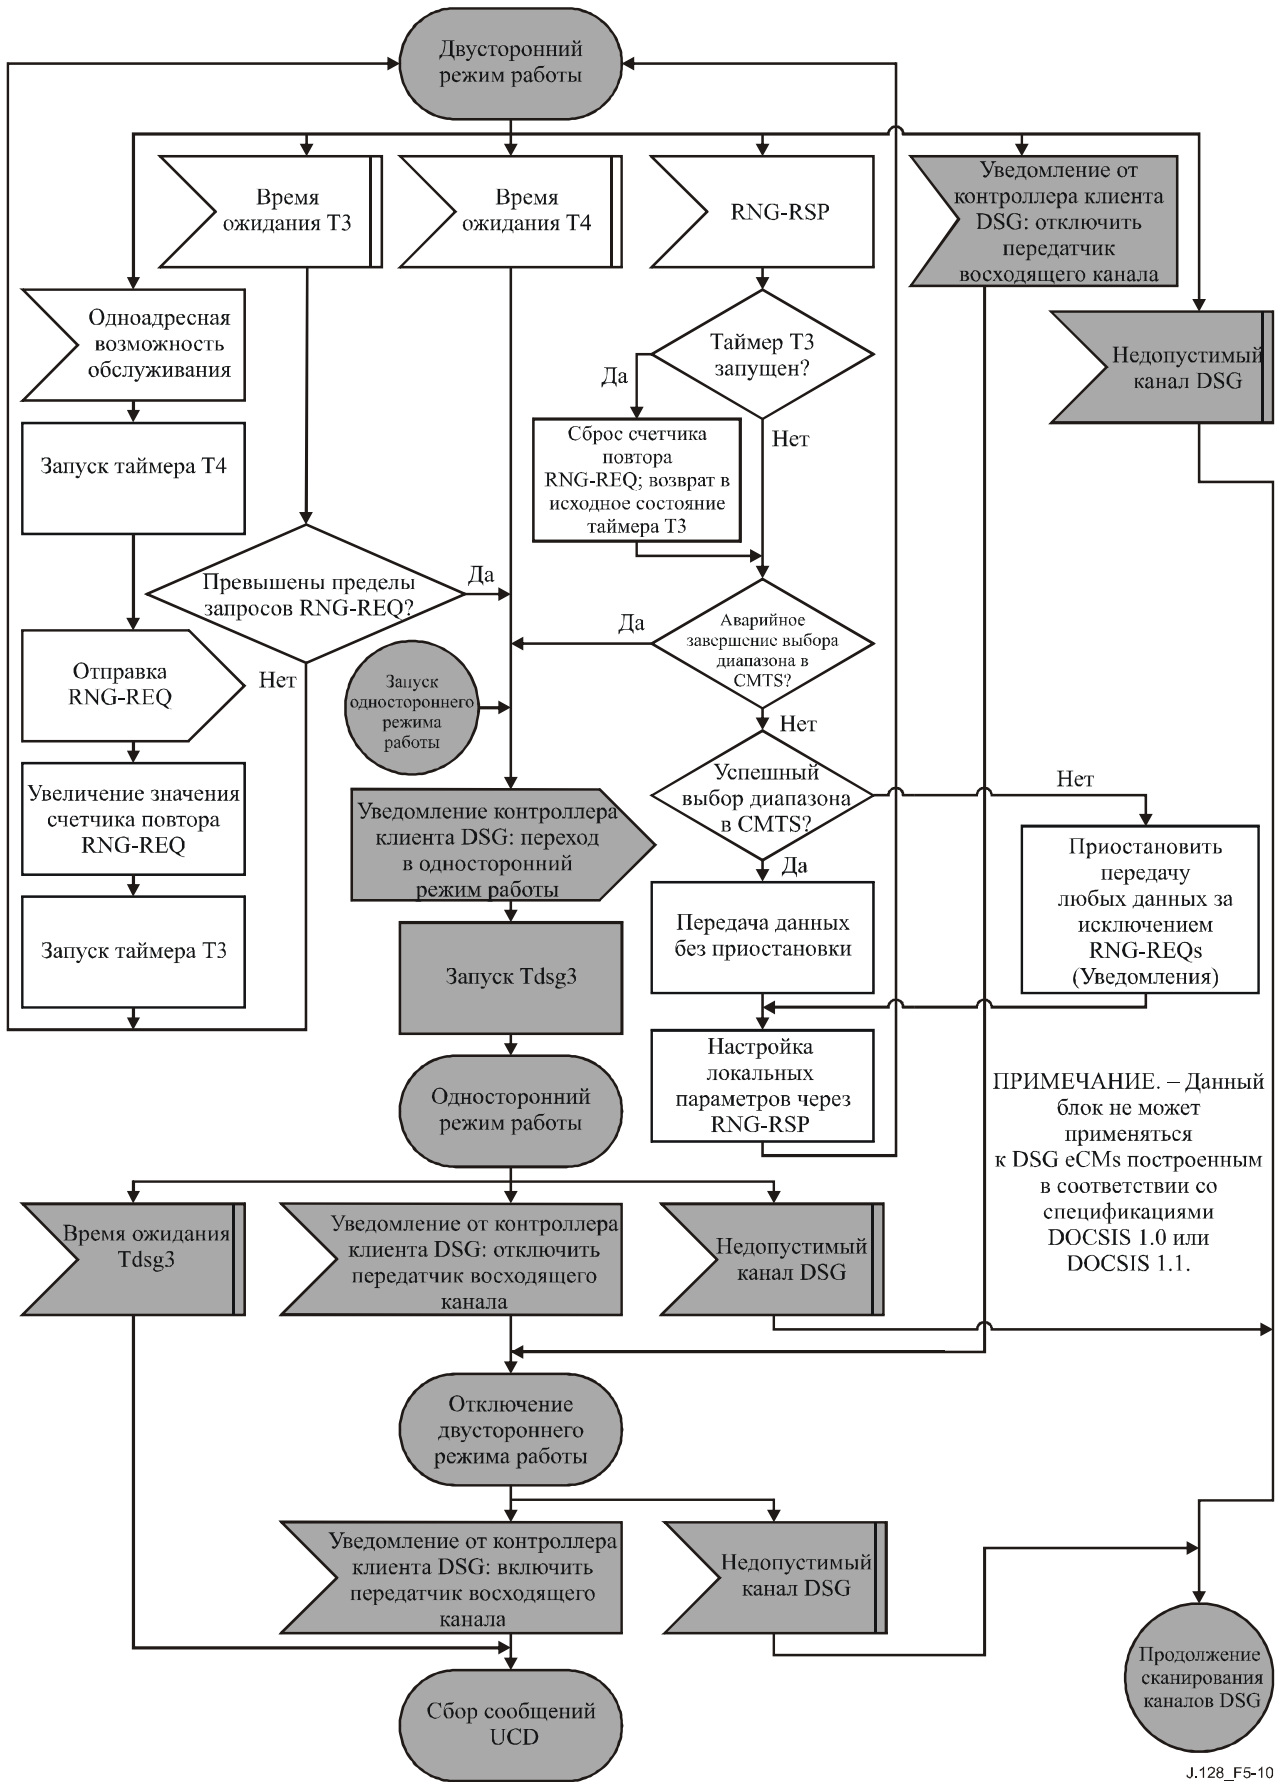 Двусторонний
режим работы
Время
ожидания T3
Время
ожидания T4
RNG-RSP
Уведомление от
контроллера клиента
DSG: отключить
передатчик
восходящего канала
Одноадресная
возможность
обслуживания
Таймер T3
запущен?
Недопустимый
канал DSG
Да
Нет
Запуск таймера T4
Сброс счетчика
повтора
RNG-REQ; возврат в
исходное состояние
таймера T3
Превышены пределы
запросов RNG-REQ?
Да
Нет
Аварийное
завершение выбора
диапазона в
CMTS?
Да
Нет
Отправка
RNG-REQ
Запуск
одностороннего
режима
работы
Увеличение значения
счетчика повтора
RNG-REQ
Уведомление контроллера
клиента DSG: переход
в односторонний
режим работы
Успешный
выбор диапазона
в CMTS?
Нет
Да
Приостановить
передачу
любых данных за
исключением
RNG-REQs
(Уведомления)
Запуск таймера T3
Запуск Tdsg3
Передача данных
без приостановки
Настройка
локальных
параметров через
RNG-RSP
Односторонний
режим работы
ПРИМЕЧАНИЕ. – Данный
блок не может
применяться
к DSG eCMs построенным
в соответствии со
спецификациями
DOCSIS 1.0 или
DOCSIS 1.1.
Время ожидания
Tdsg3
Уведомление от контроллера
клиента DSG: отключить
передатчик восходящего
канала
Недопустимый
канал DSG
Отключение
двустороннего
режима работы
Уведомление от контроллера
клиента DSG: включить
передатчик восходящего
канала
Недопустимый
канал DSG
Продолжение
сканирования
каналов DSG
Сбор сообщений
UCD
J.128_F5-10